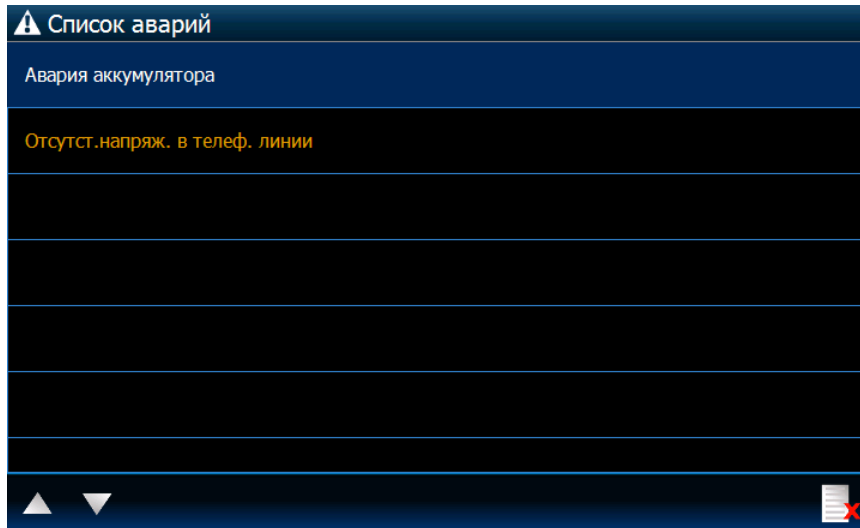 Список аварий
Авария аккумулятора
Отсутст.напряж. в телеф. линии